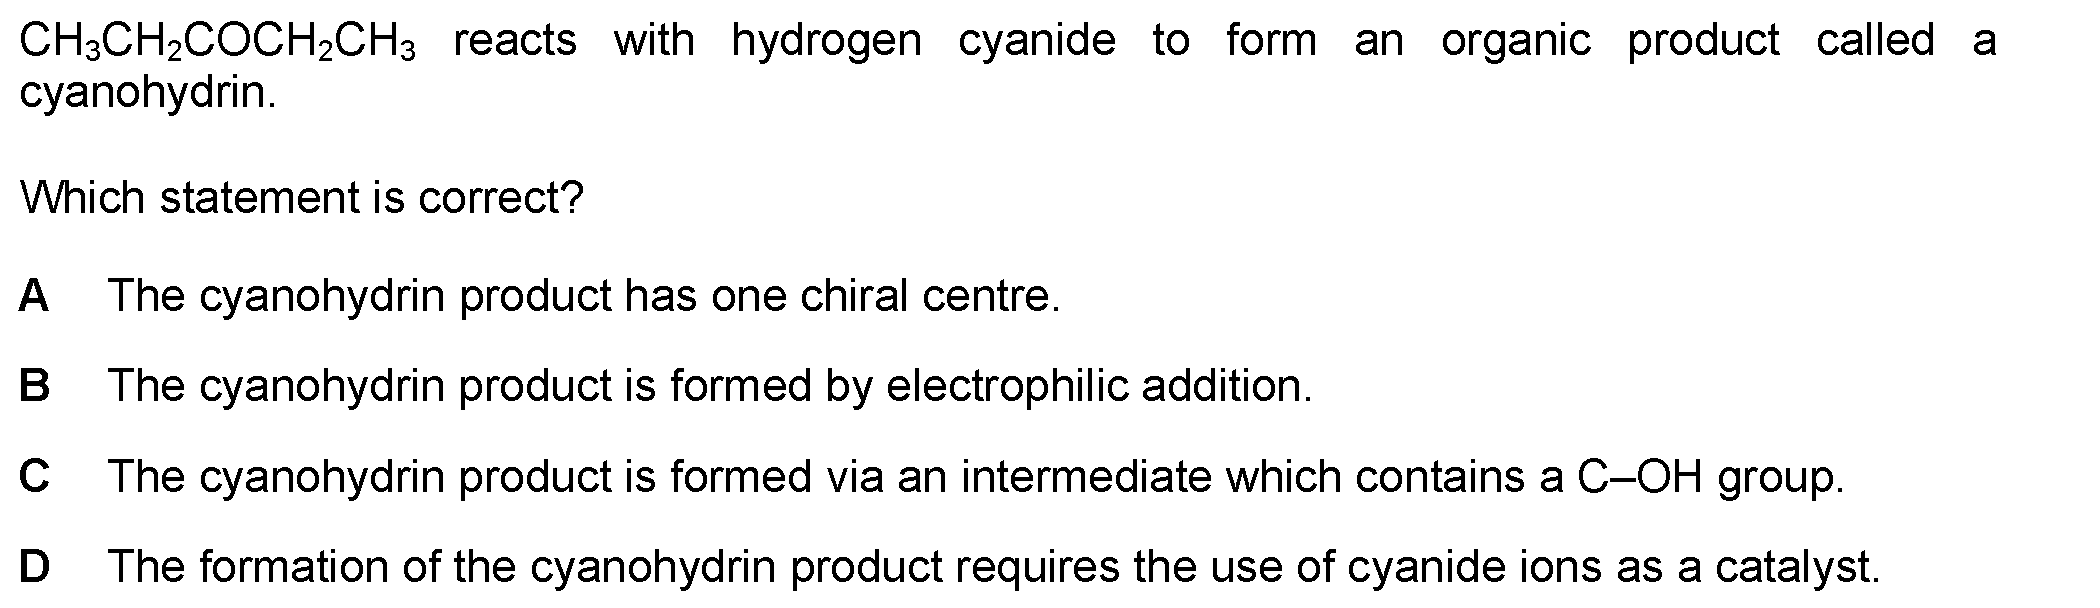 CH₃CH₂COCH₂CH₃ reacts with hydrogen cyanide to form an organic product called a
cyanohydrin.
Which statement is correct?
A The cyanohydrin product has one chiral centre.
B The cyanohydrin product is formed by electrophilic addition.
C The cyanohydrin product is formed via an intermediate which contains a C–OH group.
D The formation of the cyanohydrin product requires the use of cyanide ions as a catalyst.